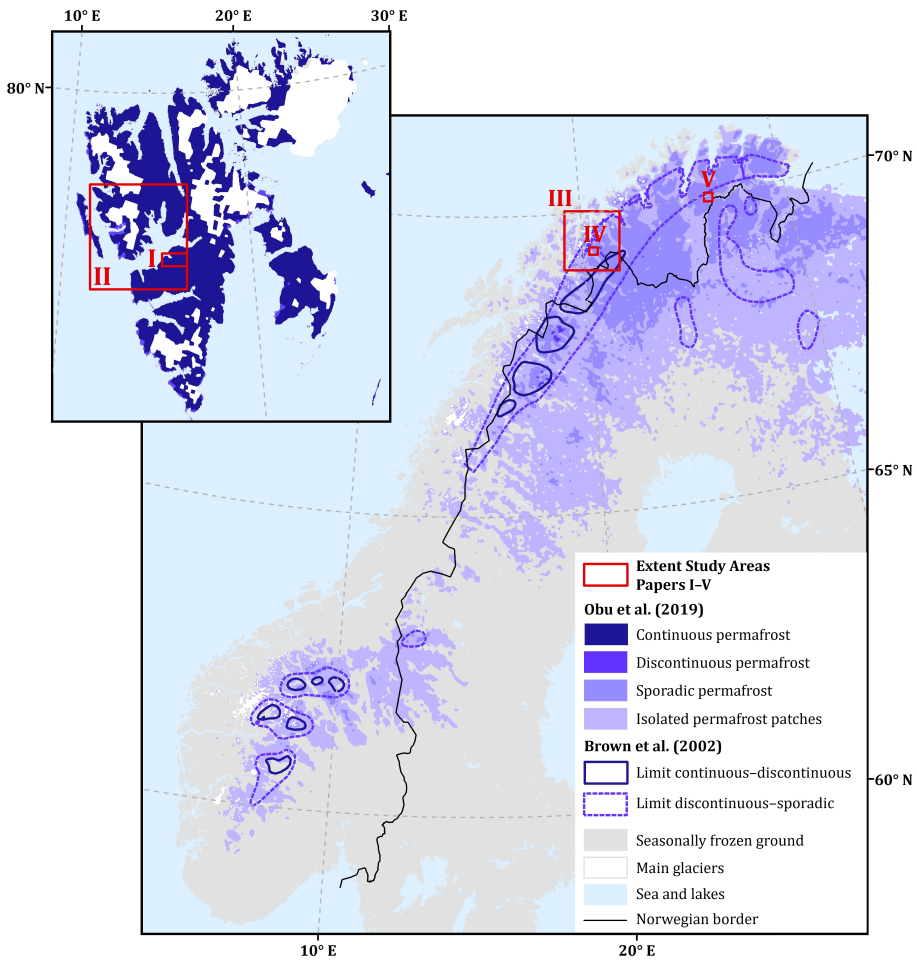 10° E
20° E
30° E
80° N
I
II
70° N
III
IV
V
65° N
60° N
Extent Study Areas
Papers I–V
Obu et al. (2019)
Continuous permafrost
Discontinuous permafrost
Sporadic permafrost
Isolated permafrost patches
Brown et al. (2002)
Limit continuous–discontinuous
Limit discontinuous–sporadic
Seasonally frozen ground
Main glaciers
Sea and lakes
Norwegian border
10° E
20° E